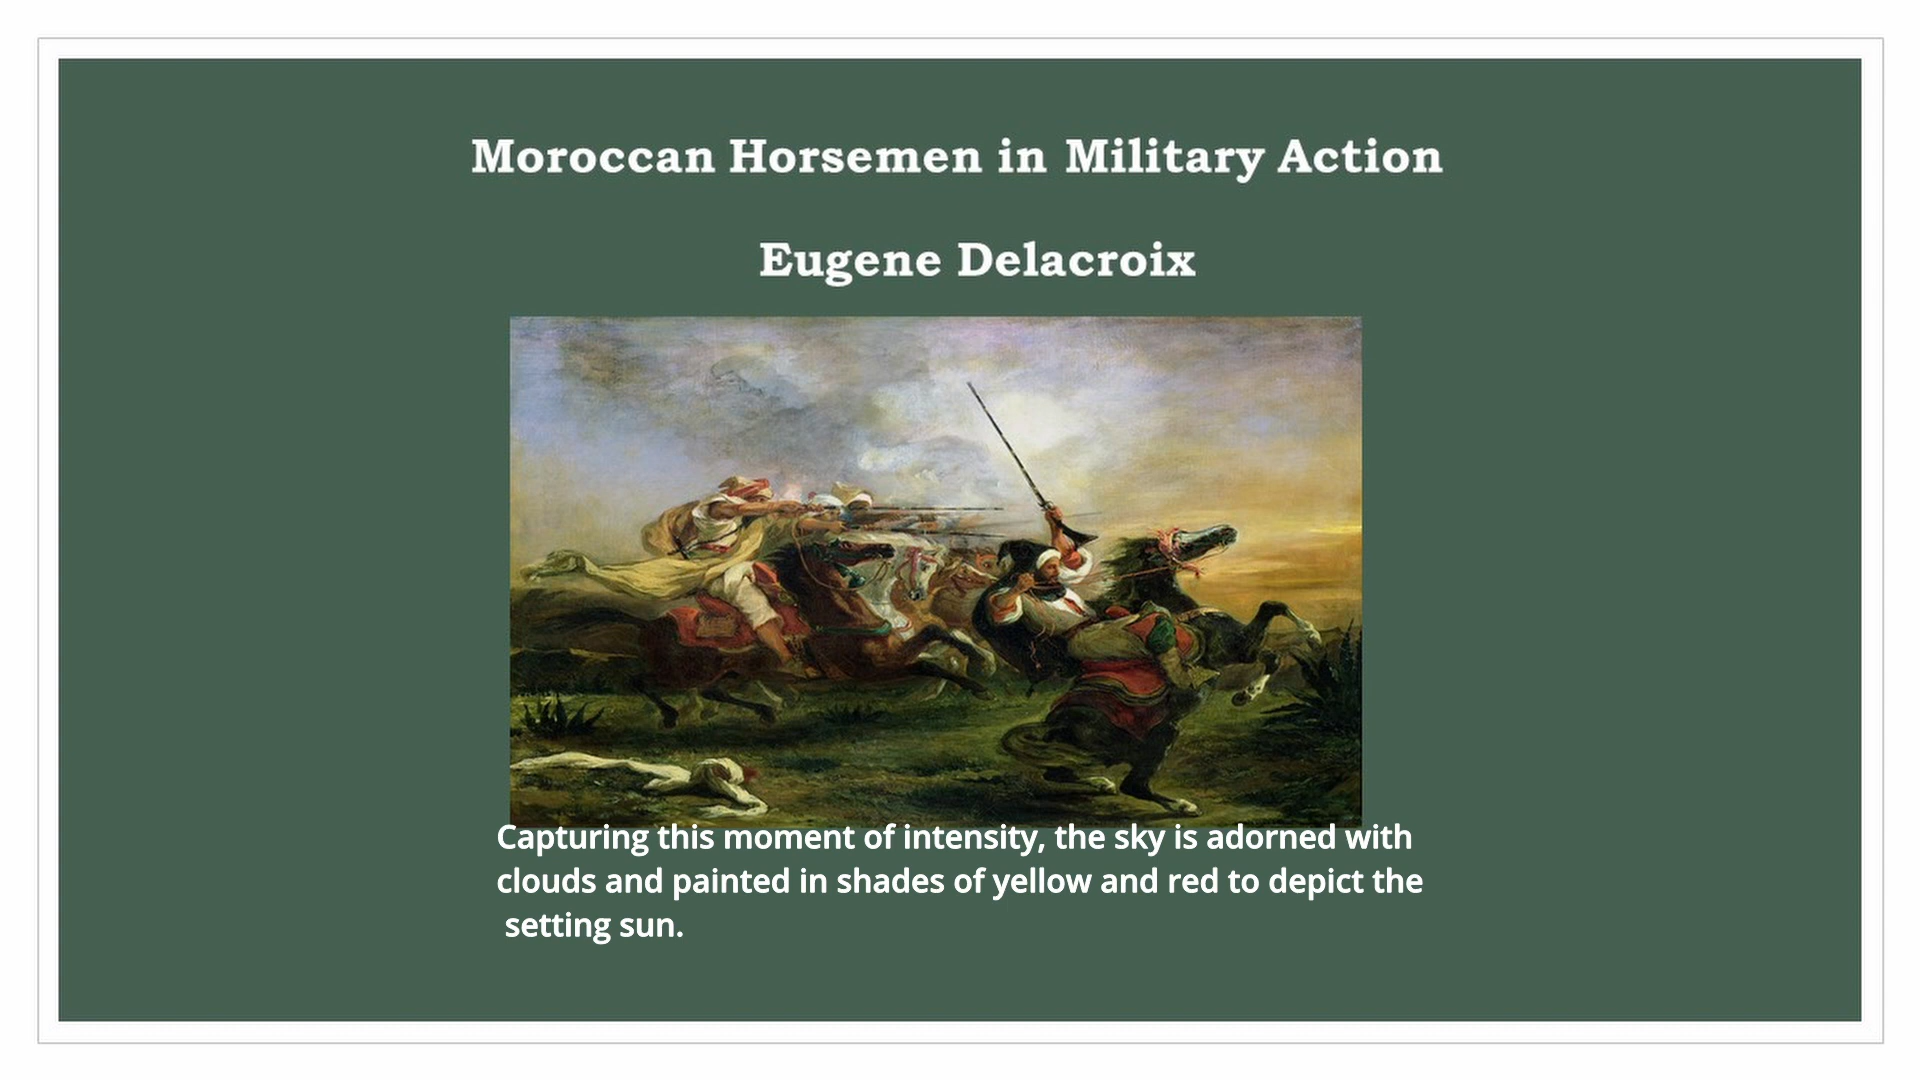 Moroccan Horsemen in Military Action
Eugene Delacroix
Capturing this moment of intensity, the sky is adorned with
clouds and painted in shades of yellow and red to depict the
setting sun.